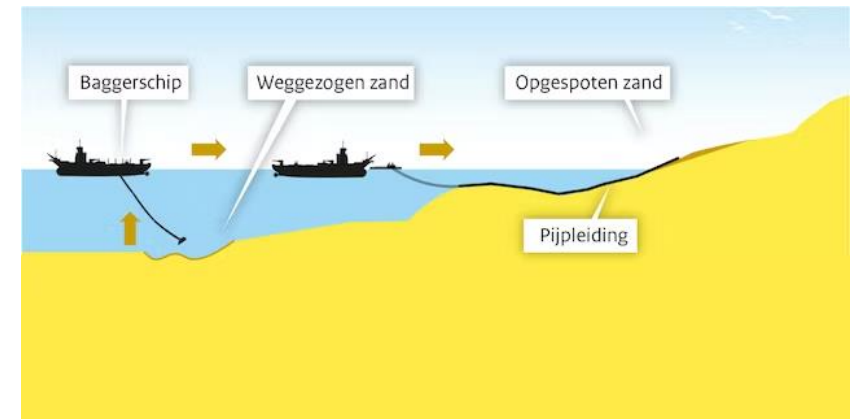 Baggerschip
Weggezogen zand
Opgespoten zand
Pijpleiding